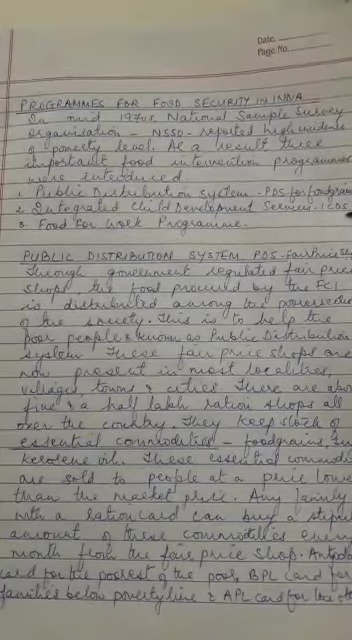 Date
Page No.
PROGRAMMES FOR FOOD SECURITY IN INDIA
In mid 1970s National Sample Survey
Organisation - NSSO - reported high incidence
of poverty level. As a result three
important food intervention programmes
were introduced
1. Public Distribution System - PDS - for foodgrains
2. Integrated Child Development Services - ICDS
3 Food For Work Programme.
PUBLIC DISTRIBUTION SYSTEM PDS - Fair Price Sh
Through government regulated fair price
shops the food procured by the FCI
is distributed among the poorer section
of the society. This is to help the
poor people & known as Public Distribution
system These fair price shops are
now present in most localities,
villages, towns & cities There are abou
five & a half lakh ration shops all
over the country. They keep stock of
essential commodities - foodgrains, su
kerosene oil. These essential commodi
are sold to people at a price lower
than the market price. Any family
with a ration card can buy a stipu
amount of these commodities every
month from the fair price shop. Antodа
card for the poorest of the poor, BPL card for
families below poverty line & APL card for